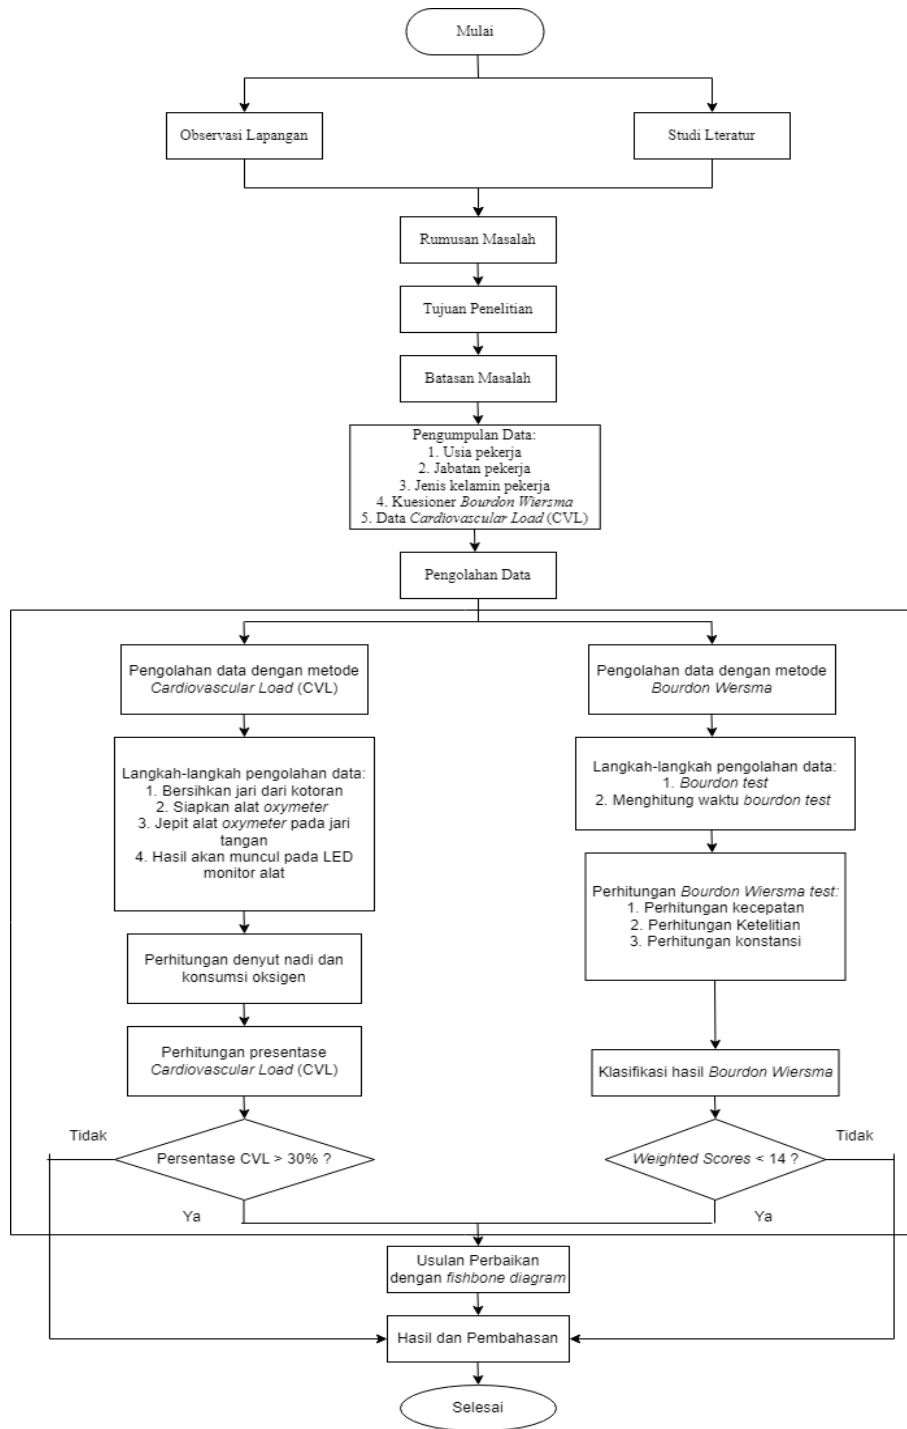 Mulai
Observasi Lapangan
Studi Lteratur
Rumusan Masalah
Tujuan Penelitian
Batasan Masalah
Pengumpulan Data:
1. Usia pekerja
2. Jabatan pekerja
3. Jenis kelamin pekerja
4. Kuesioner Bourdon Wiersma
5. Data Cardiovascular Load (CVL)
Pengolahan Data
Pengolahan data dengan metode
Cardiovascular Load (CVL)
Langkah-langkah pengolahan data:
1. Bersihkan jari dari kotoran
2. Siapkan alat oxymeter
3. Jepit alat oxymeter pada jari
tangan
4. Hasil akan muncul pada LED
monitor alat
Perhitungan denyut nadi dan
konsumsi oksigen
Perhitungan presentase
Cardiovascular Load (CVL)
Tidak
Persentase CVL > 30% ?
Ya
Pengolahan data dengan metode
Bourdon Wersma
Langkah-langkah pengolahan data:
1. Bourdon test
2. Menghitung waktu bourdon test
Perhitungan Bourdon Wiersma test:
1. Perhitungan kecepatan
2. Perhitungan Ketelitian
3. Perhitungan konstansi
Klasifikasi hasil Bourdon Wiersma
Tidak
Weighted Scores < 14 ?
Ya
Usulan Perbaikan
dengan fishbone diagram
Hasil dan Pembahasan
Selesai